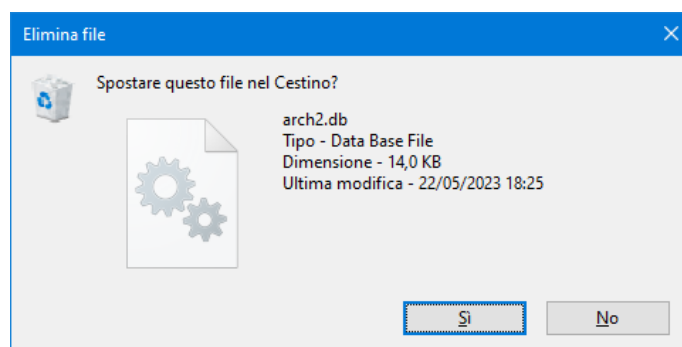 Elimina file
Spostare questo file nel Cestino?
arch2.db
Tipo - Data Base File
Dimensione - 14,0 KB
Ultima modifica - 22/05/2023 18:25
Sì
No